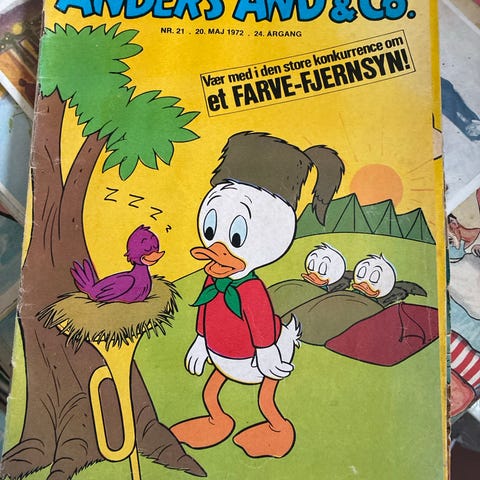 ANDERS AND & CO.
NR. 21 . 20. MAJ 1972 . 24. ÅRGANG
Vær med i den store konkurrence om
et FARVE-FJERNSYN!
Z Z Z Z z z